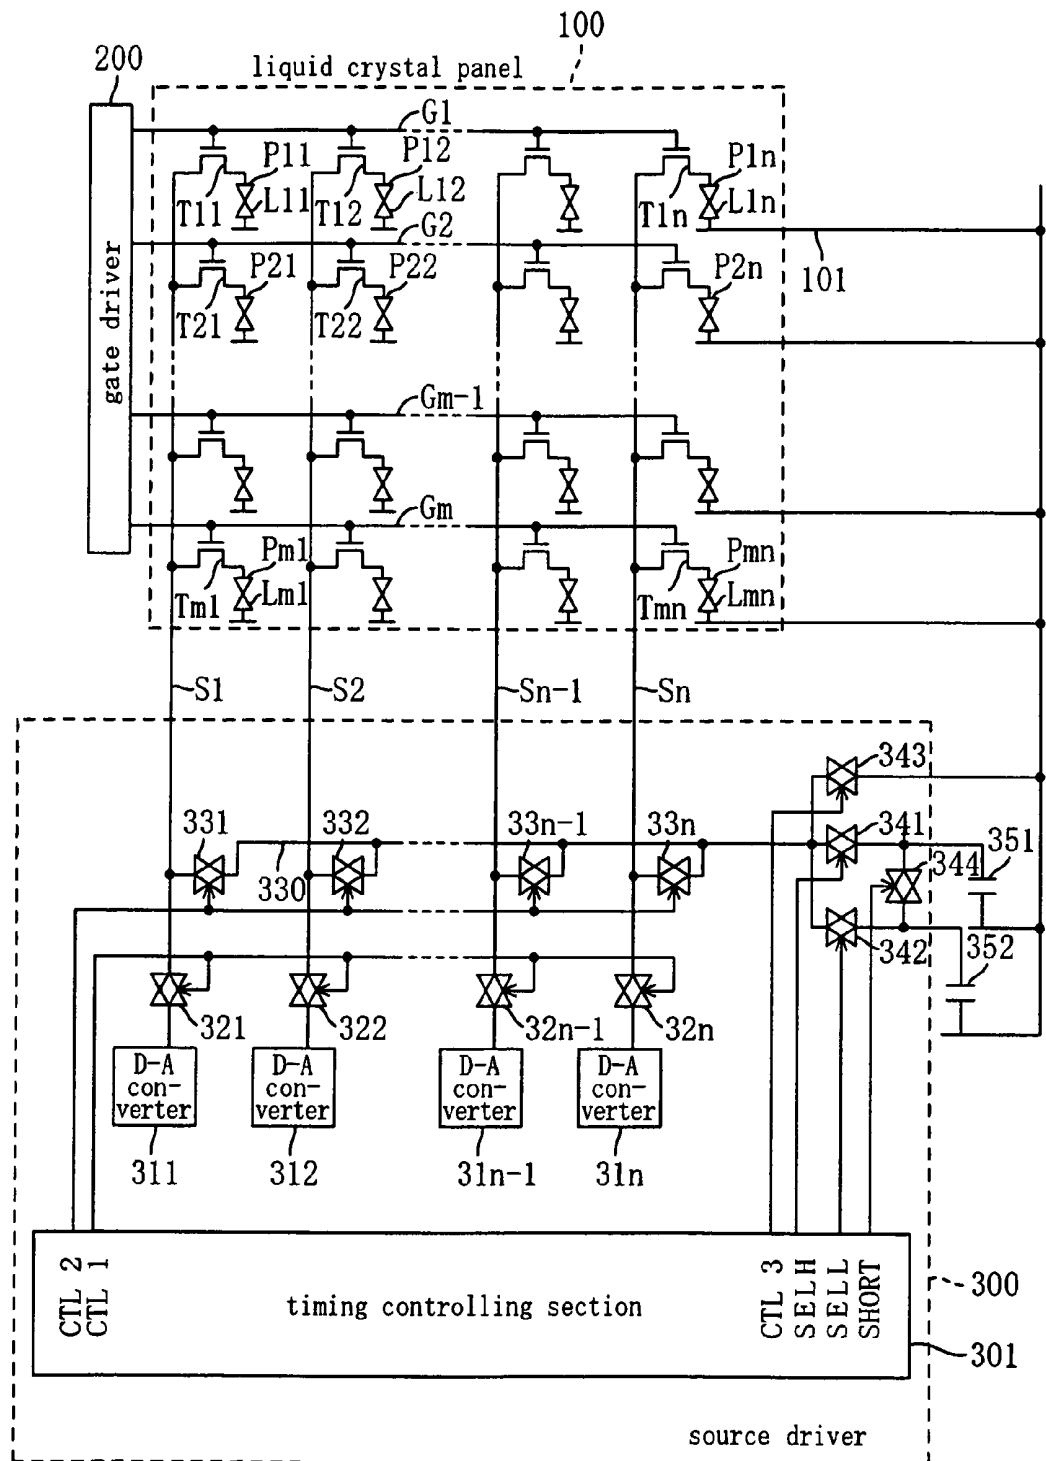 100
200
liquid crystal panel
G1
P11
P12
P1n
T11
L11
T12
L12
T1n
L1n
G2
P21
P22
P2n
101
T21
T22
gate driver
Gm-1
Gm
Pm1
Pmn
Tm1
Lm1
Tmn
Lmn
S1
S2
Sn-1
Sn
343
331
332
33n-1
33n
341
351
330
344
342
352
321
322
32n-1
32n
D-A con- verter
D-A con- verter
D-A con- verter
D-A con- verter
311
312
31n-1
31n
CTL 2
CTL 1
timing controlling section
CTL 3
SELH
SELL
SHORT
300
301
source driver